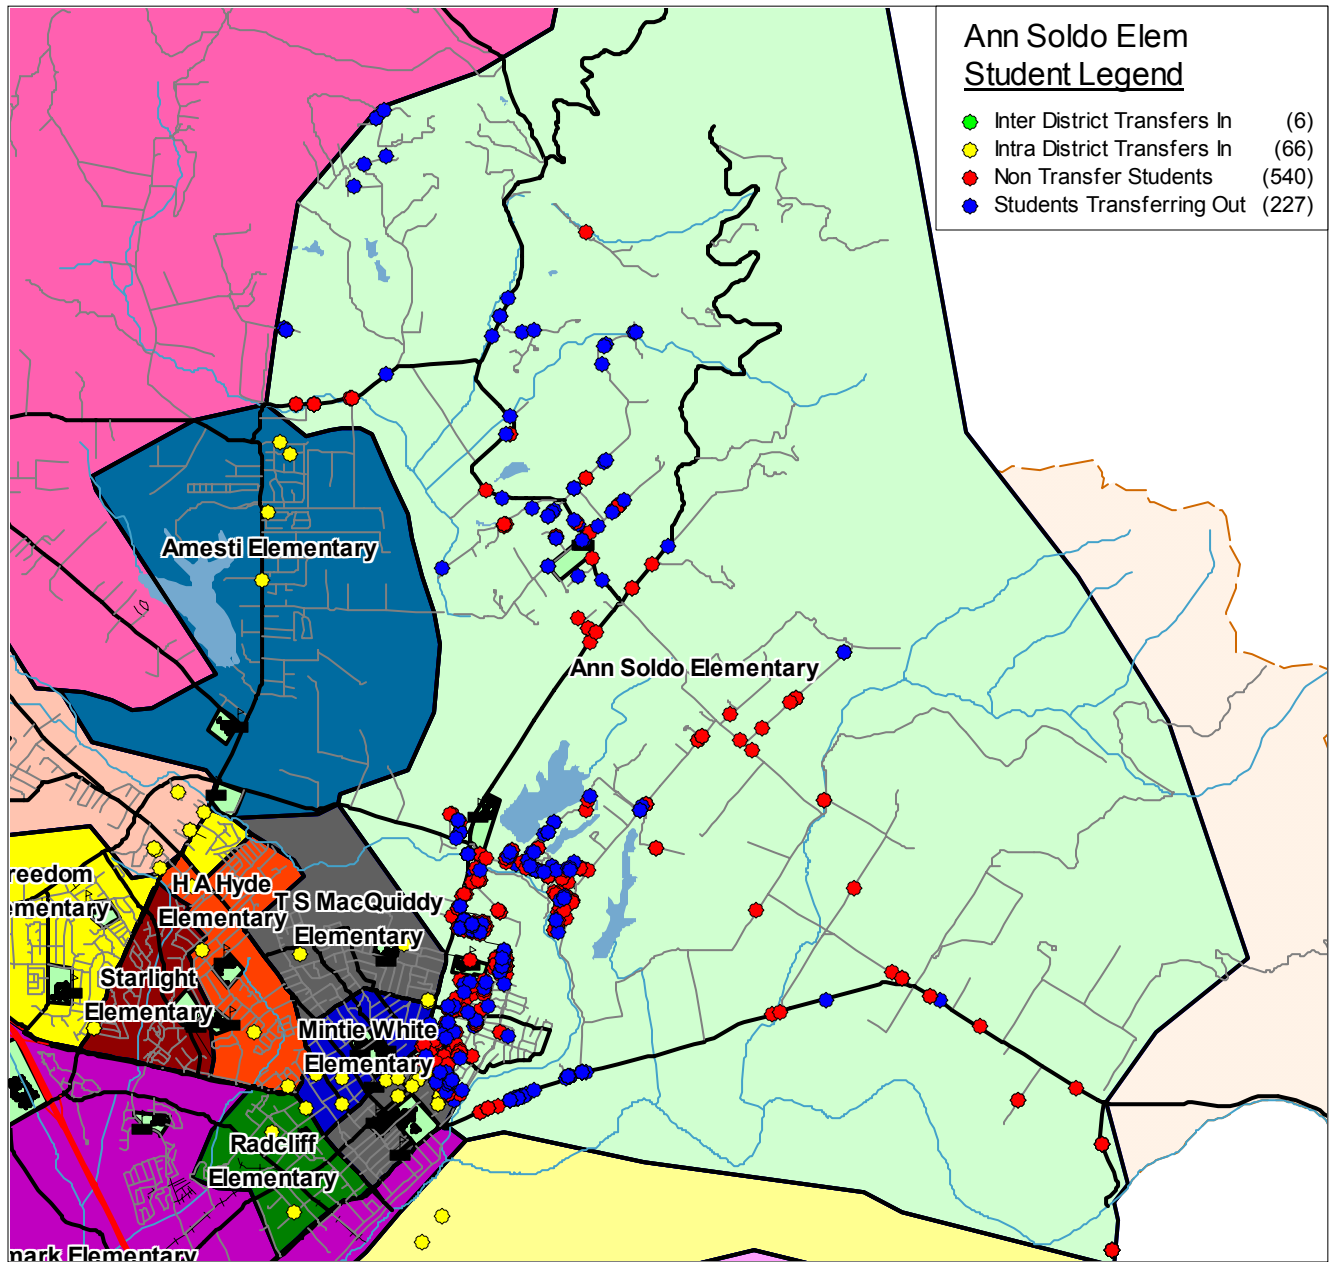 Ann Soldo Elem
Student Legend
Inter District Transfers In (6)
Intra District Transfers In (66)
Non Transfer Students (540)
Students Transferring Out (227)
Amesti Elementary
Ann Soldo Elementary
reedom
ementary
H A Hyde
Elementary
T S MacQuiddy
Elementary
Starlight
Elementary
Mintie White
Elementary
Radcliff
Elementary
mark Elementary